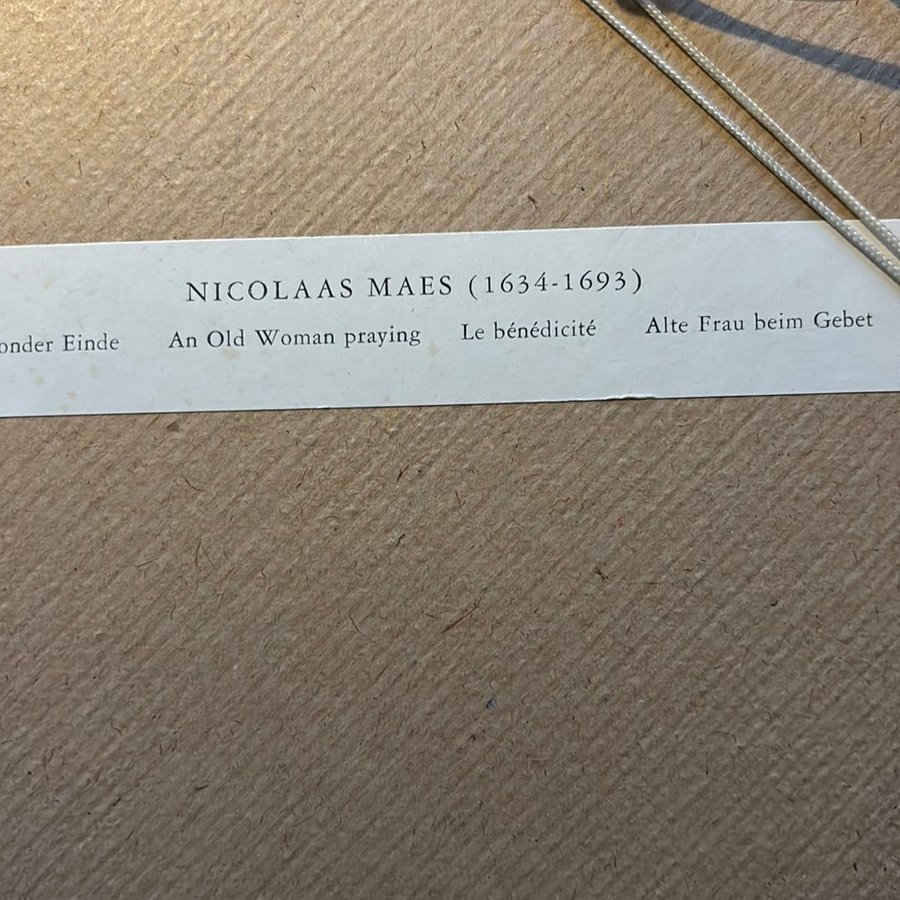 NICOLAAS MAES (1634-1693)
onder Einde An Old Woman praying Le bénédicité Alte Frau beim Gebet